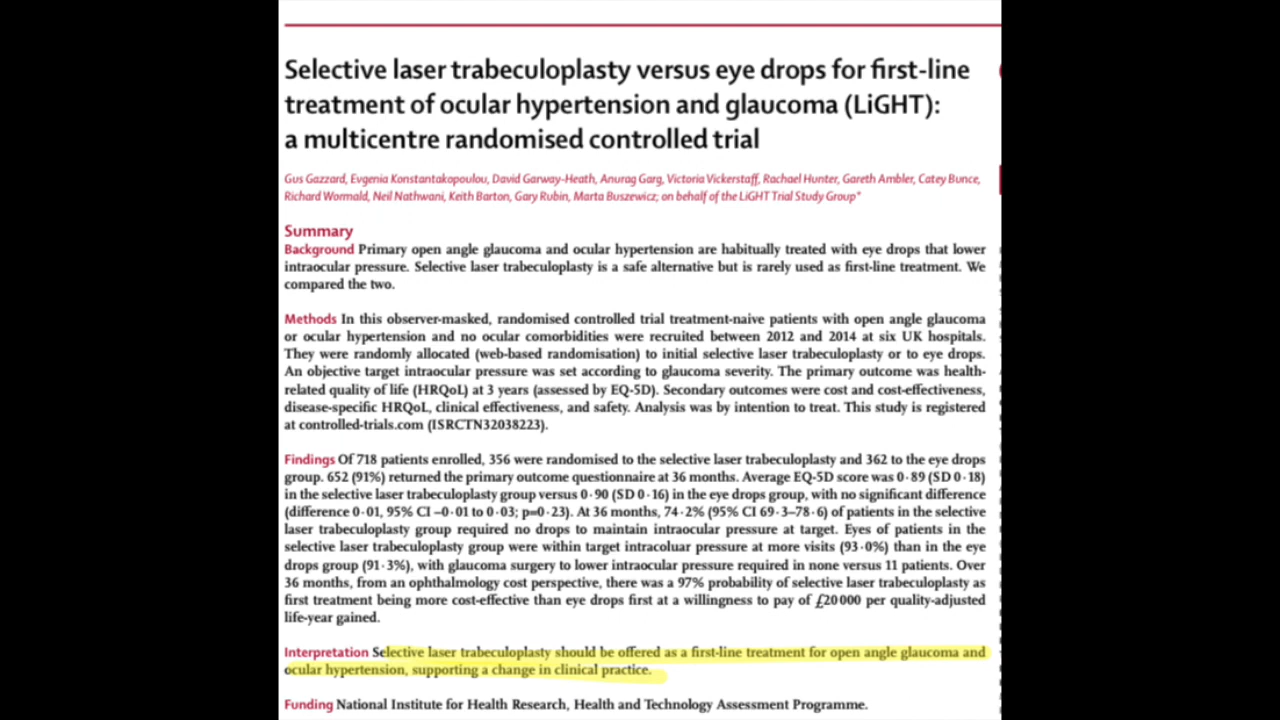 Selective laser trabeculoplasty versus eye drops for first-line
treatment of ocular hypertension and glaucoma (LiGHT):
a multicentre randomised controlled trial
Gus Gazzard, Evgenia Konstantakopoulou, David Garway-Heath, Anurag Garg, Victoria Vickerstaff, Rachael Hunter, Gareth Ambler, Catey Bunce,
Richard Wormald, Neil Nathwani, Keith Barton, Gary Rubin, Marta Buszewicz, on behalf of the LiGHT Trial Study Group*
Summary
Background Primary open angle glaucoma and ocular hypertension are habitually treated with eye drops that lower
intraocular pressure. Selective laser trabeculoplasty is a safe alternative but is rarely used as first-line treatment. We
compared the two.
Methods In this observer-masked, randomised controlled trial treatment-naive patients with open angle glaucoma
or ocular hypertension and no ocular comorbidities were recruited between 2012 and 2014 at six UK hospitals.
They were randomly allocated (web-based randomisation) to initial selective laser trabeculoplasty or to eye drops.
An objective target intraocular pressure was set according to glaucoma severity. The primary outcome was health-
related quality of life (HRQoL) at 3 years (assessed by EQ-5D). Secondary outcomes were cost and cost-effectiveness,
disease-specific HRQoL, clinical effectiveness, and safety. Analysis was by intention to treat. This study is registered
at controlled-trials.com (ISRCTN32038223).
Findings Of 718 patients enrolled, 356 were randomised to the selective laser trabeculoplasty and 362 to the eye drops
group. 652 (91%) returned the primary outcome questionnaire at 36 months. Average EQ-5D score was 0·89 (SD 0·18)
in the selective laser trabeculoplasty group versus 0·90 (SD 0·16) in the eye drops group, with no significant difference
(difference 0·01, 95% CI –0·01 to 0·03; p=0·23). At 36 months, 74·2% (95% CI 69·3–78·6) of patients in the selective
laser trabeculoplasty group required no drops to maintain intraocular pressure at target. Eyes of patients in the
selective laser trabeculoplasty group were within target intracoluar pressure at more visits (93·0%) than in the eye
drops group (91·3%), with glaucoma surgery to lower intraocular pressure required in none versus 11 patients. Over
36 months, from an ophthalmology cost perspective, there was a 97% probability of selective laser trabeculoplasty as
first treatment being more cost-effective than eye drops first at a willingness to pay of £20 000 per quality-adjusted
life-year gained.
Interpretation Selective laser trabeculoplasty should be offered as a first-line treatment for open angle glaucoma and
ocular hypertension, supporting a change in clinical practice.
Funding National Institute for Health Research, Health and Technology Assessment Programme.